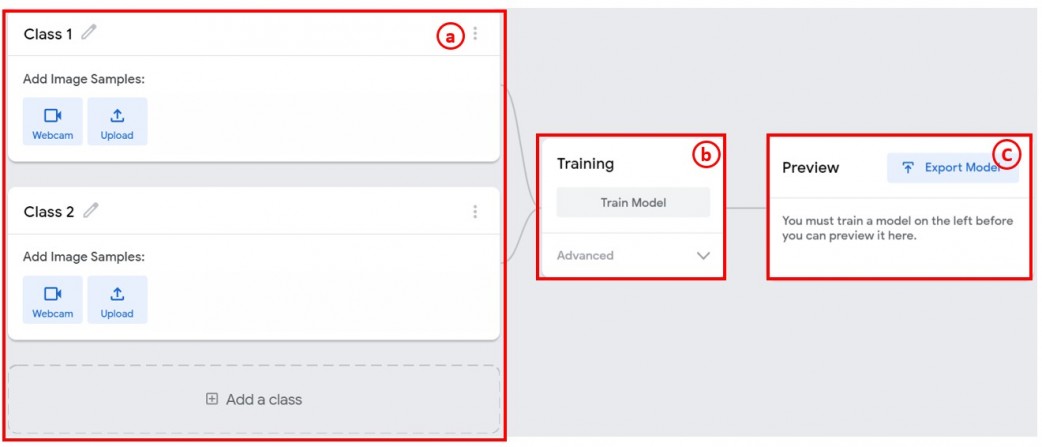 Class 1
a
Add Image Samples:
Webcam Upload
Class 2
Add Image Samples:
Webcam Upload
Add a class
b
Training
Train Model
Advanced
C
Preview Export Model
You must train a model on the left before
you can preview it here.